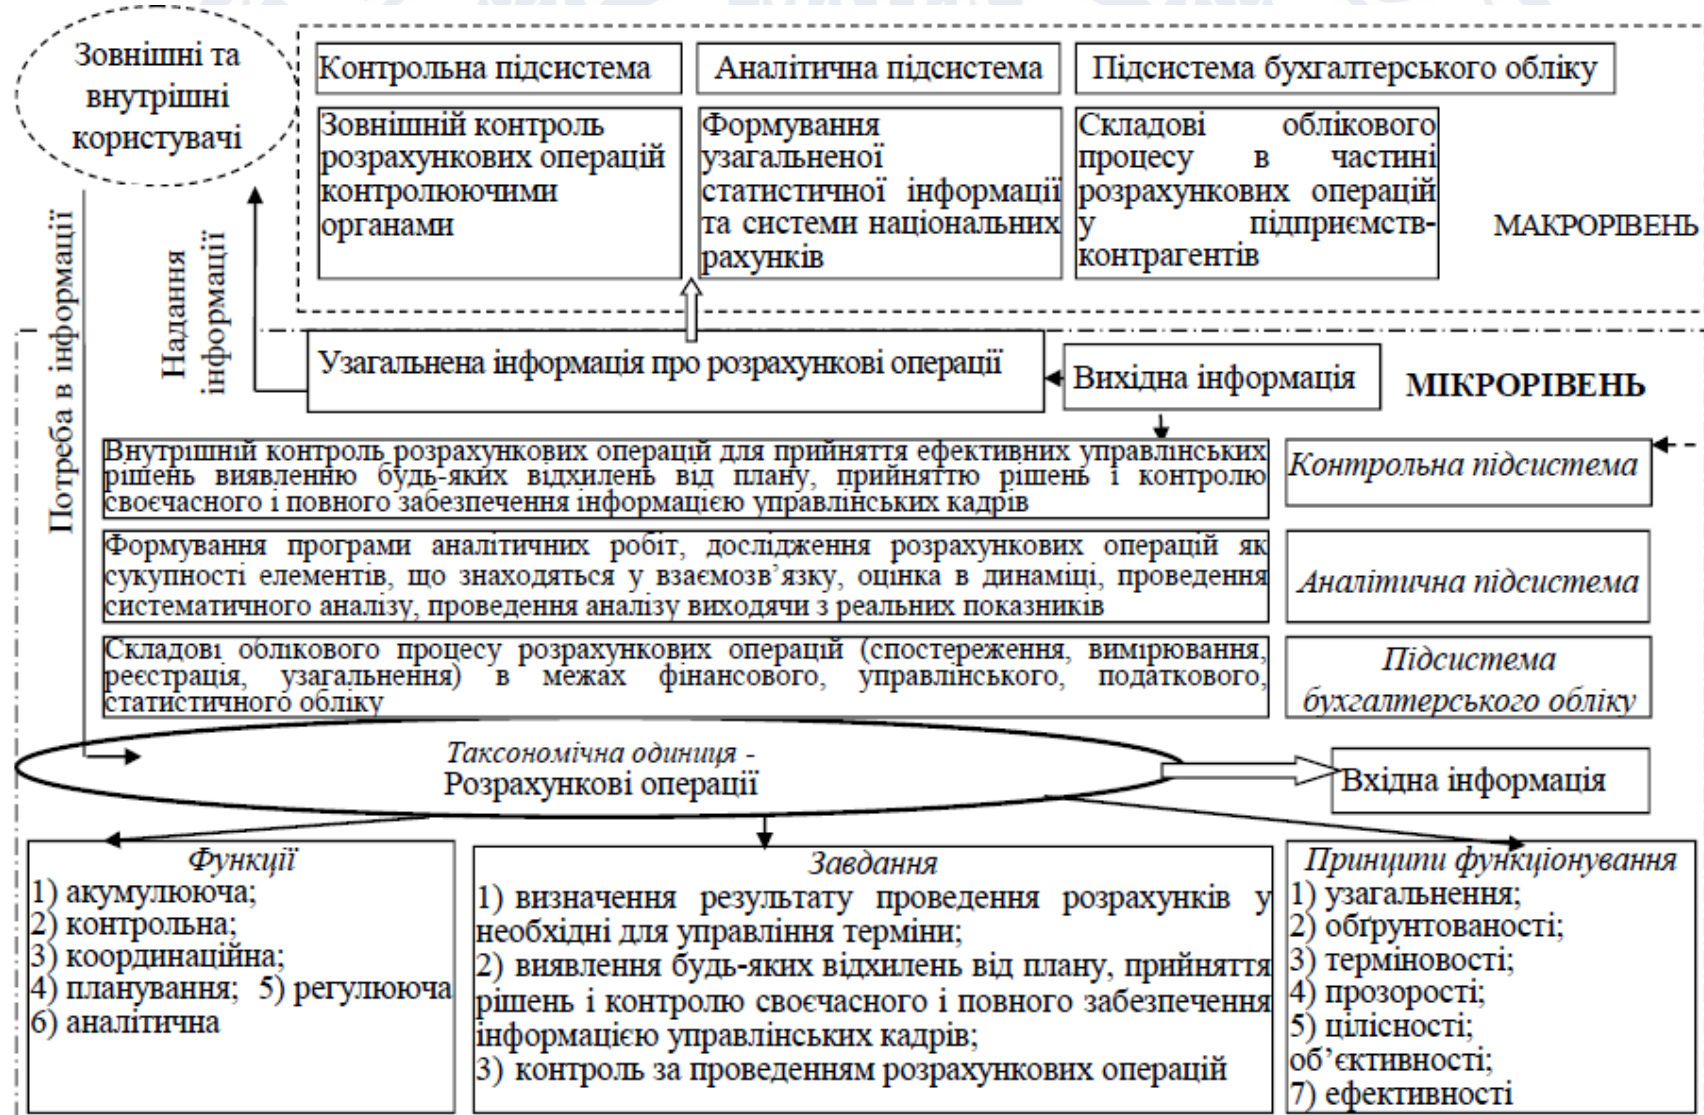 Зовнішні та
внутрішні
користувачі
Контрольна підсистема
Аналітична підсистема
Підсистема бухгалтерського обліку
Зовнішній контроль
розрахункових операцій
контролюючими
органами
Формування
узагальненої
статистичної інформації
та системи національних
рахунків
Складові облікового
процесу в частині
розрахункових операцій
у підприємств-
контрагентів
МАКРОРІВЕНЬ
Потреба в інформації
Надання
інформації
Узагальнена інформація про розрахункові операції
Вихідна інформація
МІКРОРІВЕНЬ
Внутрішній контроль розрахункових операцій для прийняття ефективних управлінських
рішень виявленню будь-яких відхилень від плану, прийняттю рішень і контролю
своєчасного і повного забезпечення інформацією управлінських кадрів
Контрольна підсистема
Формування програми аналітичних робіт, дослідження розрахункових операцій як
сукупності елементів, що знаходяться у взаємозв’язку, оцінка в динаміці, проведення
систематичного аналізу, проведення аналізу виходячи з реальних показників
Аналітична підсистема
Складові облікового процесу розрахункових операцій (спостереження, вимірювання,
реєстрація, узагальнення) в межах фінансового, управлінського, податкового,
статистичного обліку
Підсистема
бухгалтерського обліку
Таксономічна одиниця -
Розрахункові операції
Вхідна інформація
Функції
1) акумулююча;
2) контрольна;
3) координаційна;
4) планування; 5) регулююча
6) аналітична
Завдання
1) визначення результату проведення розрахунків у
необхідні для управління терміни;
2) виявлення будь-яких відхилень від плану, прийняття
рішень і контролю своєчасного і повного забезпечення
інформацією управлінських кадрів;
3) контроль за проведенням розрахункових операцій
Принципи функціонування
1) узагальнення;
2) обґрунтованості;
3) терміновості;
4) прозорості;
5) цілісності;
об’єктивності;
7) ефективності